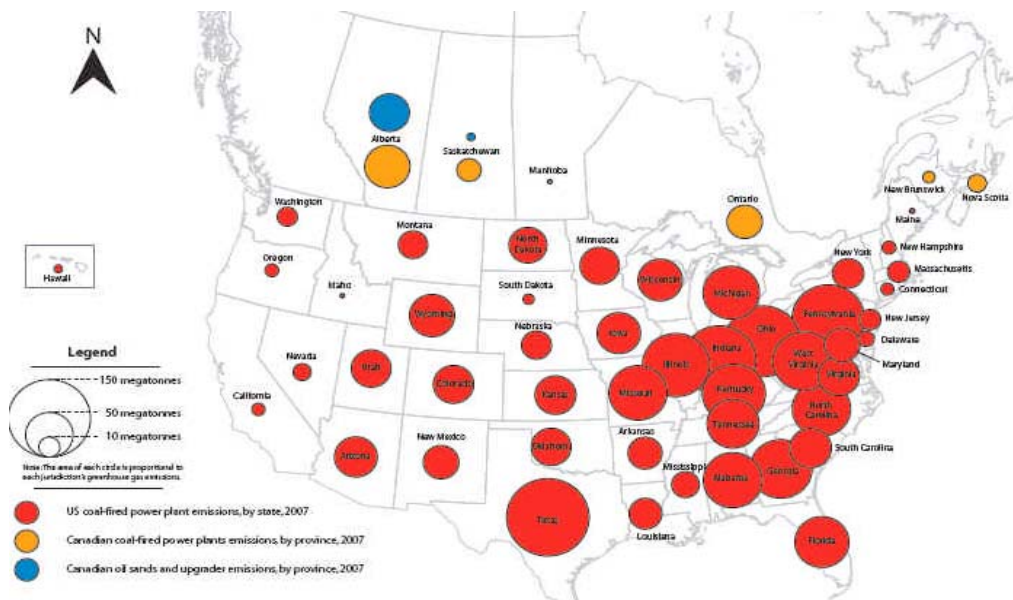 N
Alberta
Saskatchewan
Manitoba
Ontario
New Brunswick
Nova Scotia
Maina
Washington
Montana
North
Dakota
Minnesota
Wisconsin
Michigan
New York
New Hampshire
Massachusetts
Connecticut
Oregon
Idaho
South Dakota
Wyoming
Hawaii
Nebraska
Iowa
Illinois
Indiana
Ohio
Pennsylvania
New Jersey
Delaware
Maryland
West
Virginia
Virginia
Nevada
Utah
Colorado
Kansas
Missouri
Kentucky
California
Tennessee
North
Carolina
South Carolina
Arizona
New Mexico
Oklahoma
Arkansas
Mississippi
Alabama
Georgia
Texas
Louisiana
Florida
Legend
150 megatonnes
50 megatonnes
10 megatonnes
Note: The area of each circle is proportional to
each jurisdiction's greenhouse gas emissions.
US coal-fired power plant emissions, by state, 2007
Canadian coal-fired power plants emissions, by province, 2007
Canadian oil sands and upgrader emissions, by province, 2007